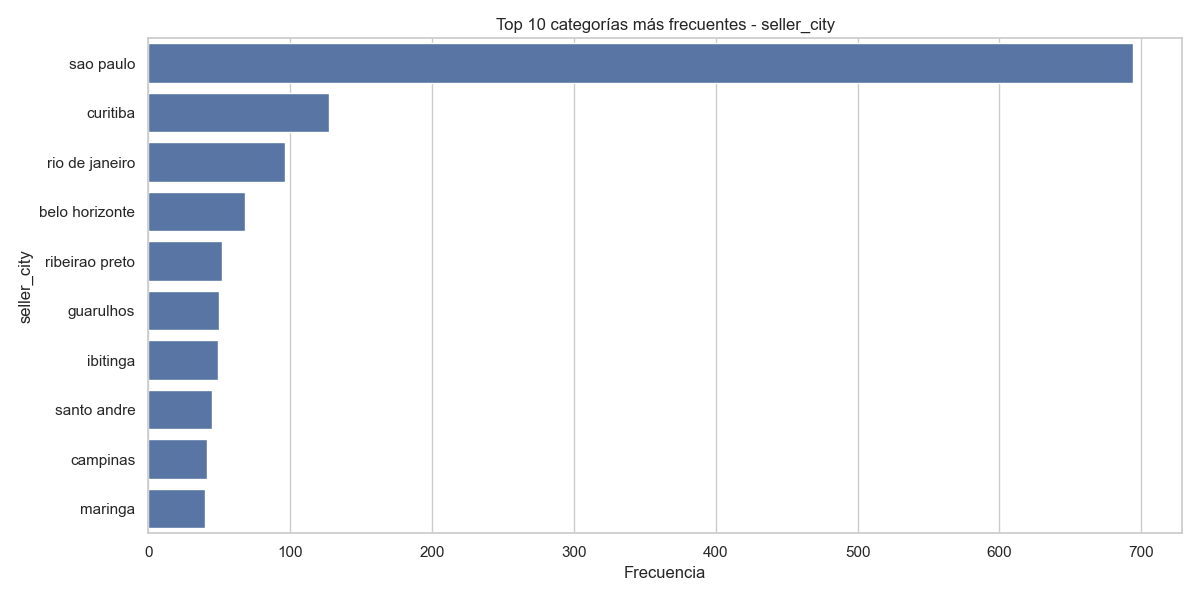 Top 10 categorías más frecuentes - seller_city
seller_city
sao paulo
curitiba
rio de janeiro
belo horizonte
ribeirao preto
guarulhos
ibitinga
santo andre
campinas
maringa
0 100 200 300 400 500 600 700
Frecuencia